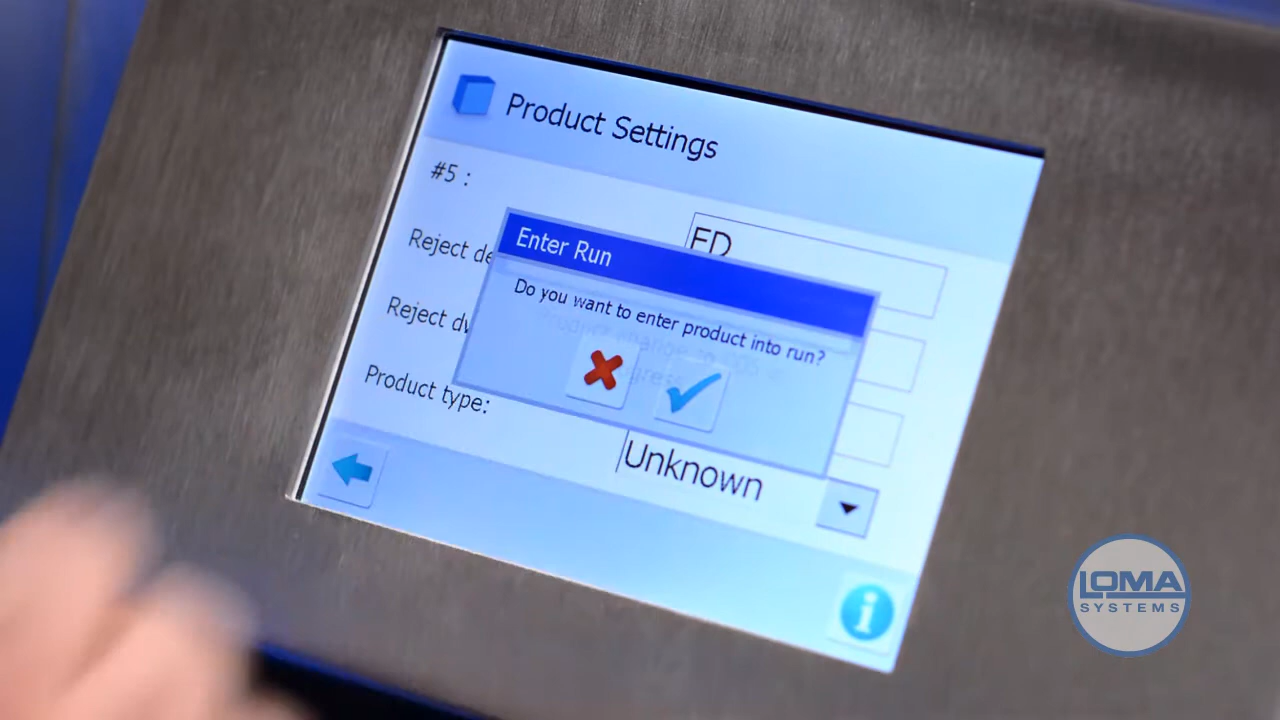 Product Settings
#5 :
ED
Enter Run
Reject de
Do you want to enter product into run?
Reject dw
Product type:
Unknown
LOMA
SYSTEMS